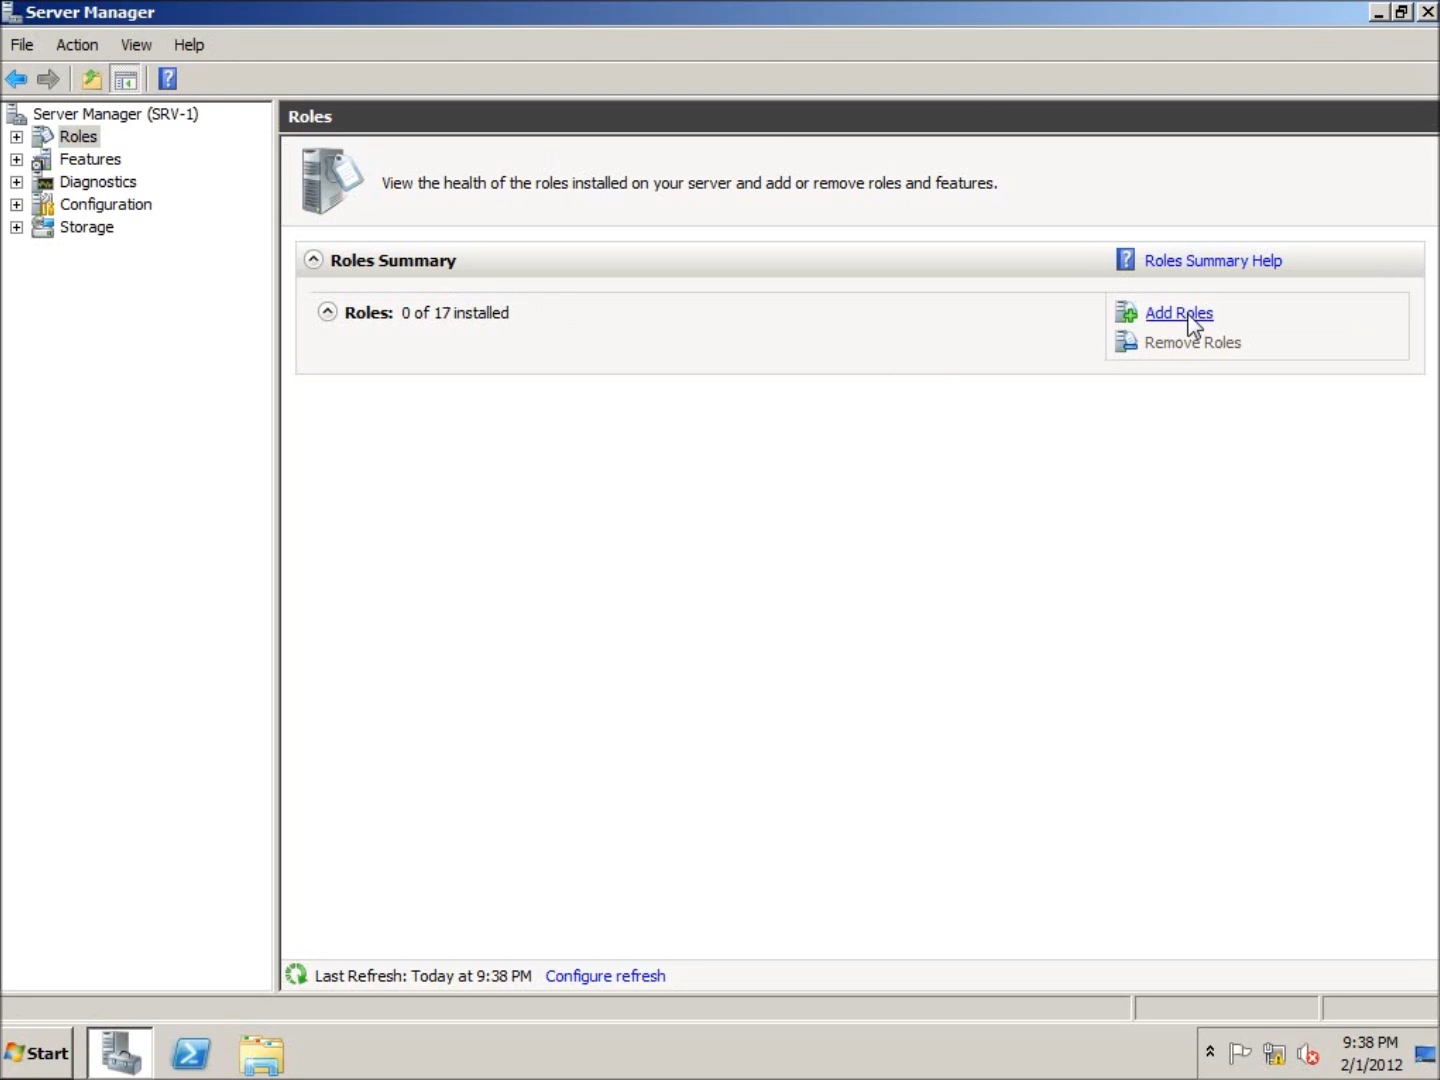 Server Manager
File Action View Help
Server Manager (SRV-1)
Roles
Features
Diagnostics
Configuration
Storage
Roles
View the health of the roles installed on your server and add or remove roles and features.
Roles Summary
Roles Summary Help
Roles: 0 of 17 installed
Add Roles
Remove Roles
Last Refresh: Today at 9:38 PM Configure refresh
Start
9:38 PM
2/1/2012